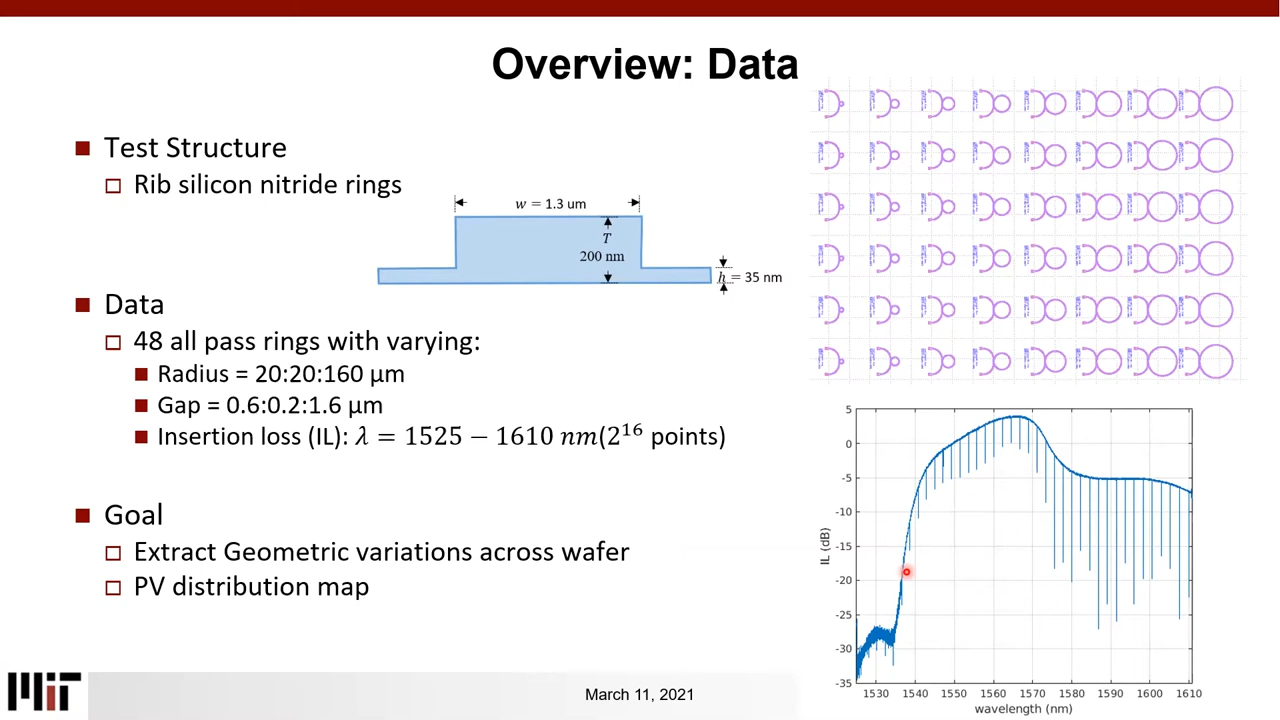 Overview: Data
Test Structure
Rib silicon nitride rings
w = 1.3 um
T
200 nm
h = 35 nm
Data
48 all pass rings with varying:
Radius = 20:20:160 μm
Gap = 0.6:0.2:1.6 μm
Insertion loss (IL): λ = 1525 − 1610 nm(2¹⁶ points)
Goal
Extract Geometric variations across wafer
PV distribution map
5
0
-5
-10
-15
-20
-25
-30
-35
IL (dB)
1530 1540 1550 1560 1570 1580 1590 1600 1610
wavelength (nm)
MIT
March 11, 2021